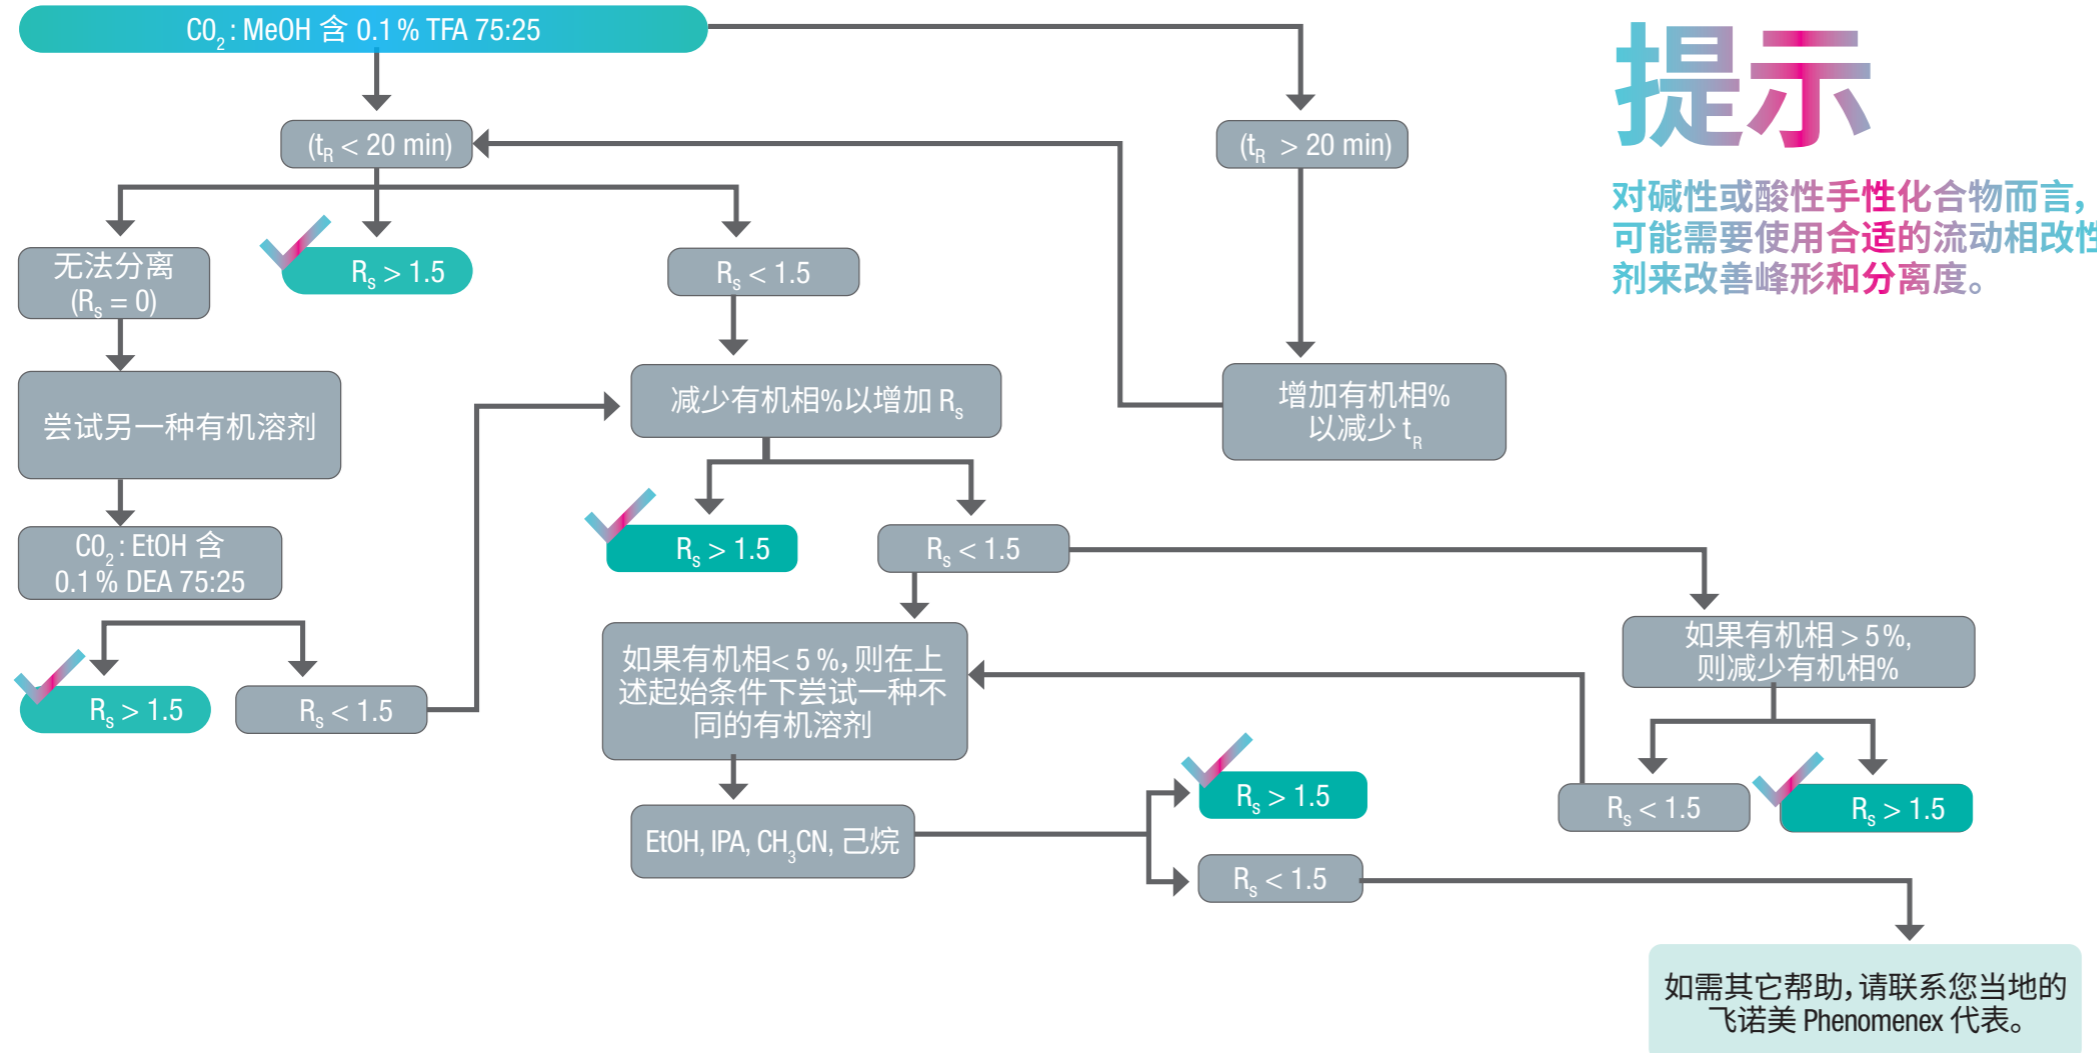 CO2 : MeOH 含 0.1 % TFA 75:25
提示
对碱性或酸性手性化合物而言，
可能需要使用合适的流动相改性
剂来改善峰形和分离度。
(tR < 20 min)
(tR > 20 min)
无法分离
(Rs = 0)
Rs > 1.5
Rs < 1.5
尝试另一种有机溶剂
减少有机相%以增加 Rs
增加有机相%
以减少 tR
CO2 : EtOH 含
0.1 % DEA 75:25
Rs > 1.5
Rs < 1.5
Rs > 1.5
Rs < 1.5
如果有机相< 5 %，则在上
述起始条件下尝试一种不
同的有机溶剂
如果有机相 > 5%,
则减少有机相%
EtOH, IPA, CH3CN, 己烷
Rs > 1.5
Rs < 1.5
Rs < 1.5
Rs > 1.5
如需其它帮助，请联系您当地的
飞诺美 Phenomenex 代表。